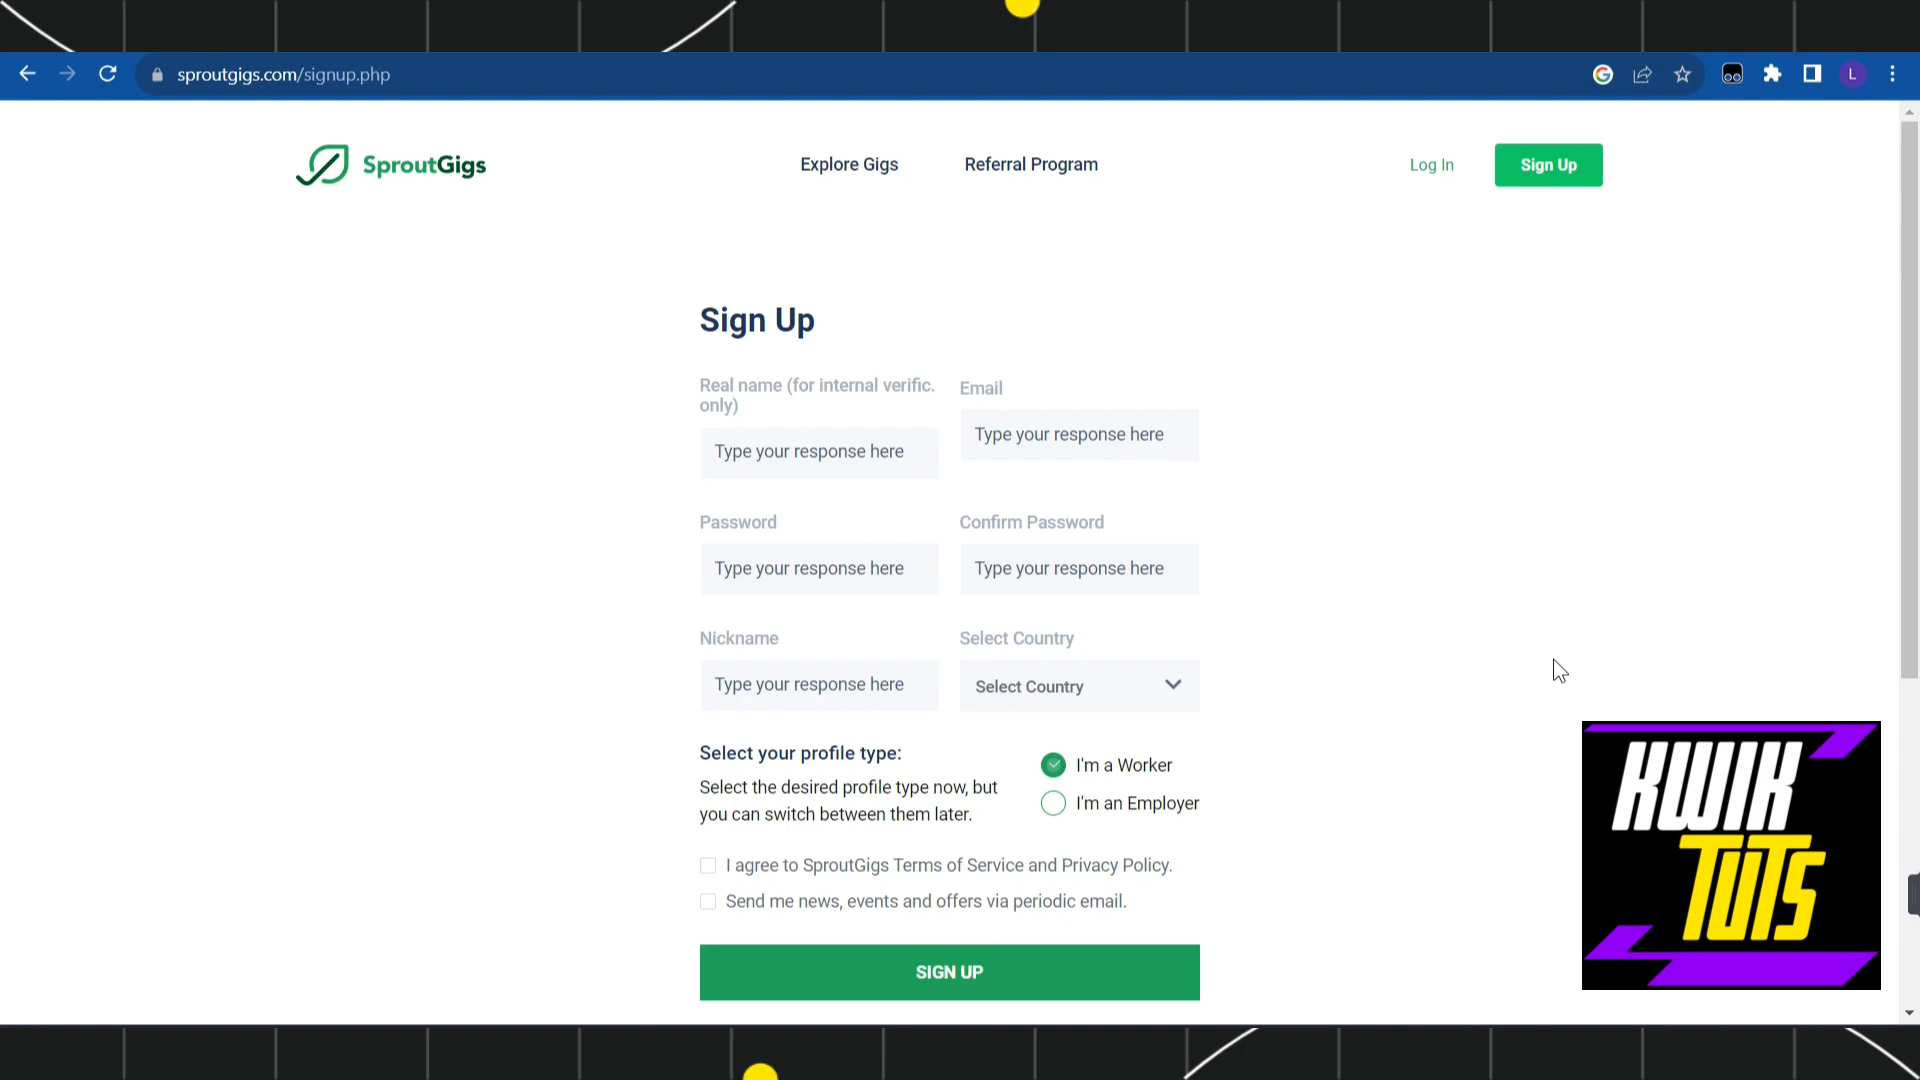 sproutgigs.com/signup.php
L
SproutGigs
Explore Gigs
Referral Program
Log In
Sign Up
Sign Up
Real name (for internal verific.
only)
Email
Type your response here
Type your response here
Password
Confirm Password
Type your response here
Type your response here
Nickname
Select Country
Type your response here
Select Country
Select your profile type:
Select the desired profile type now, but
you can switch between them later.
I'm a Worker
I'm an Employer
I agree to SproutGigs Terms of Service and Privacy Policy.
Send me news, events and offers via periodic email.
SIGN UP
KWIK
TUTS